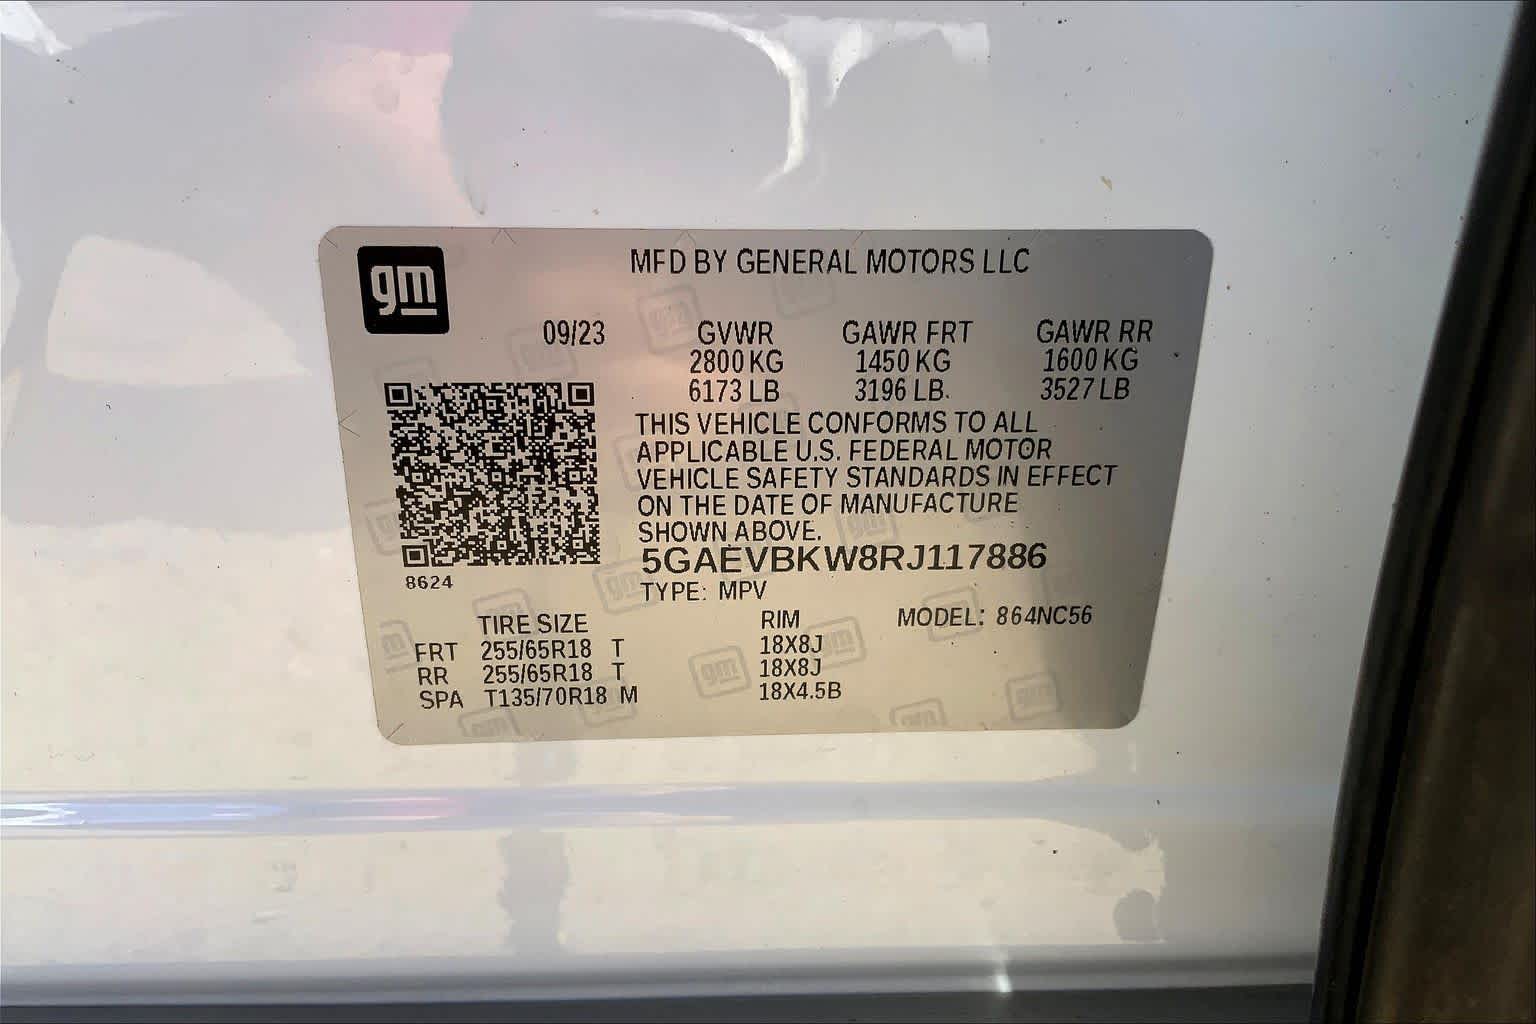 gm
MFD BY GENERAL MOTORS LLC
09/23 GVWR GAWR FRT GAWR RR
2800 KG 1450 KG 1600 KG
6173 LB 3196 LB. 3527 LB
THIS VEHICLE CONFORMS TO ALL
APPLICABLE U.S. FEDERAL MOTOR
VEHICLE SAFETY STANDARDS IN EFFECT
ON THE DATE OF MANUFACTURE
SHOWN ABOVE.
5GAEVBKW8RJ117886
8624
TYPE: MPV
TIRE SIZE RIM MODEL: 864NC56
FRT 255/65R18 T 18X8J
RR 255/65R18 T 18X8J
SPA T135/70R18 M 18X4.5B